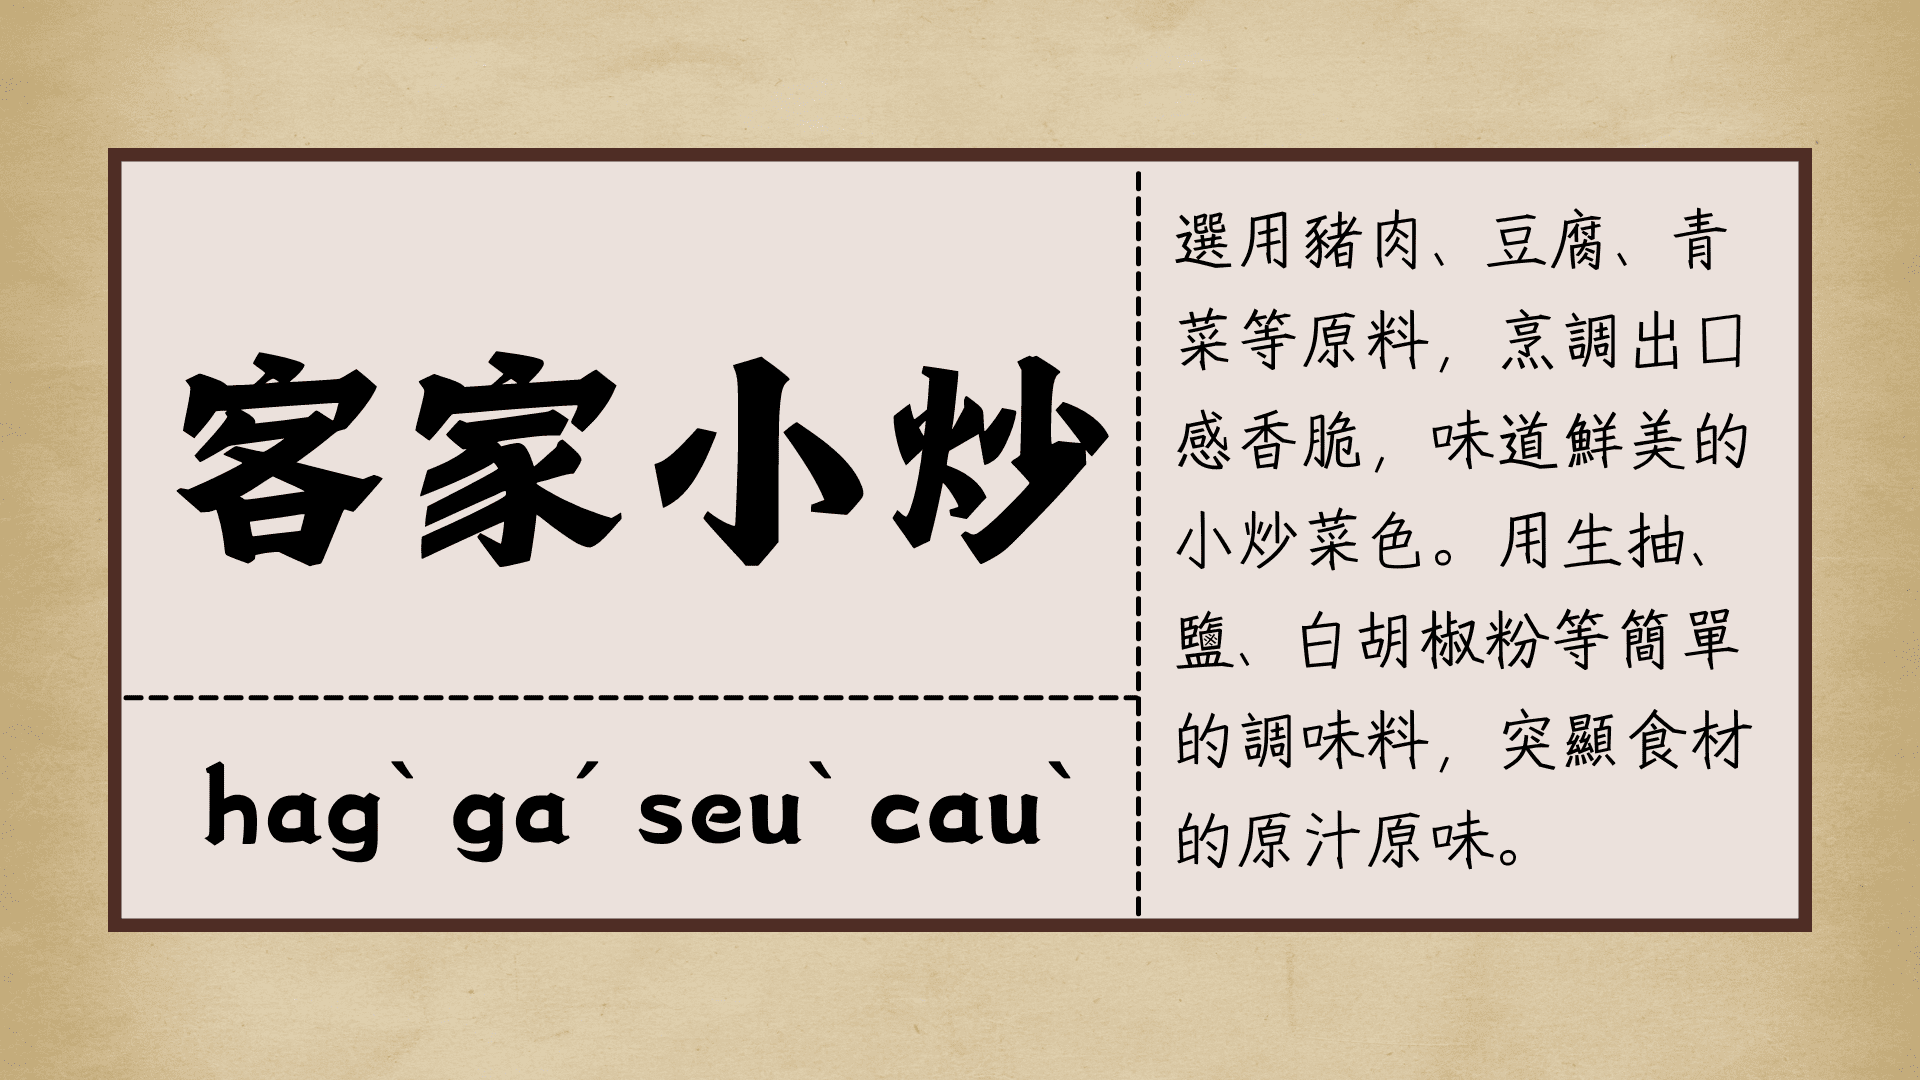 客家小炒
hagˋ gaˊ seuˋ cauˋ
選用豬肉、豆腐、青
菜等原料，烹調出口
感香脆，味道鮮美的
小炒菜色。用生抽、
鹽、白胡椒粉等簡單
的調味料，突顯食材
的原汁原味。